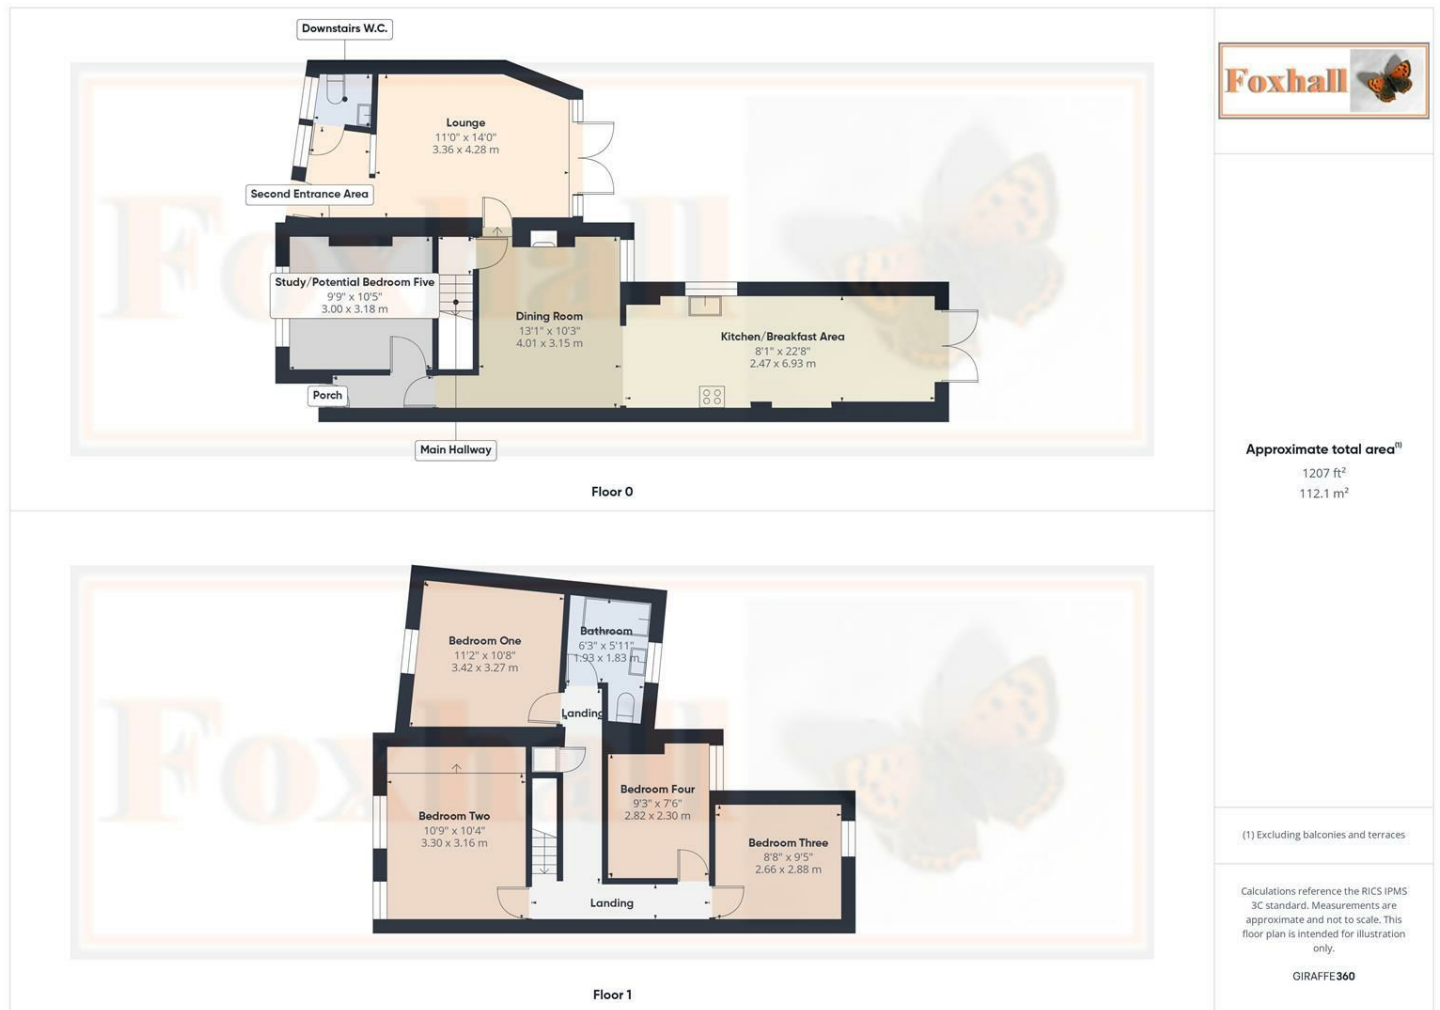 Downstairs W.C.
Lounge
11'0" x 14'0"
3.36 x 4.28 m
Second Entrance Area
Study/Potential Bedroom Five
9'9" x 10'5"
3.00 x 3.18 m
Dining Room
13'1" x 10'3"
4.01 x 3.15 m
Kitchen/Breakfast Area
8'1" x 22'8"
2.47 x 6.93 m
Porch
Main Hallway
Floor 0
Foxhall
Bedroom One
11'2" x 10'8"
3.42 x 3.27 m
Bathroom
6'3" x 5'11"
1.93 x 1.83 m
Landing
Bedroom Two
10'9" x 10'4"
3.30 x 3.16 m
Bedroom Four
9'3" x 7'6"
2.82 x 2.30 m
Bedroom Three
8'8" x 9'5"
2.66 x 2.88 m
Landing
Floor 1
Foxhall
Foxhall
Approximate total area(1)
1207 ft²
112.1 m²
(1) Excluding balconies and terraces
Calculations reference the RICS IPMS
3C standard. Measurements are
approximate and not to scale. This
floor plan is intended for illustration
only.
GIRAFFE360